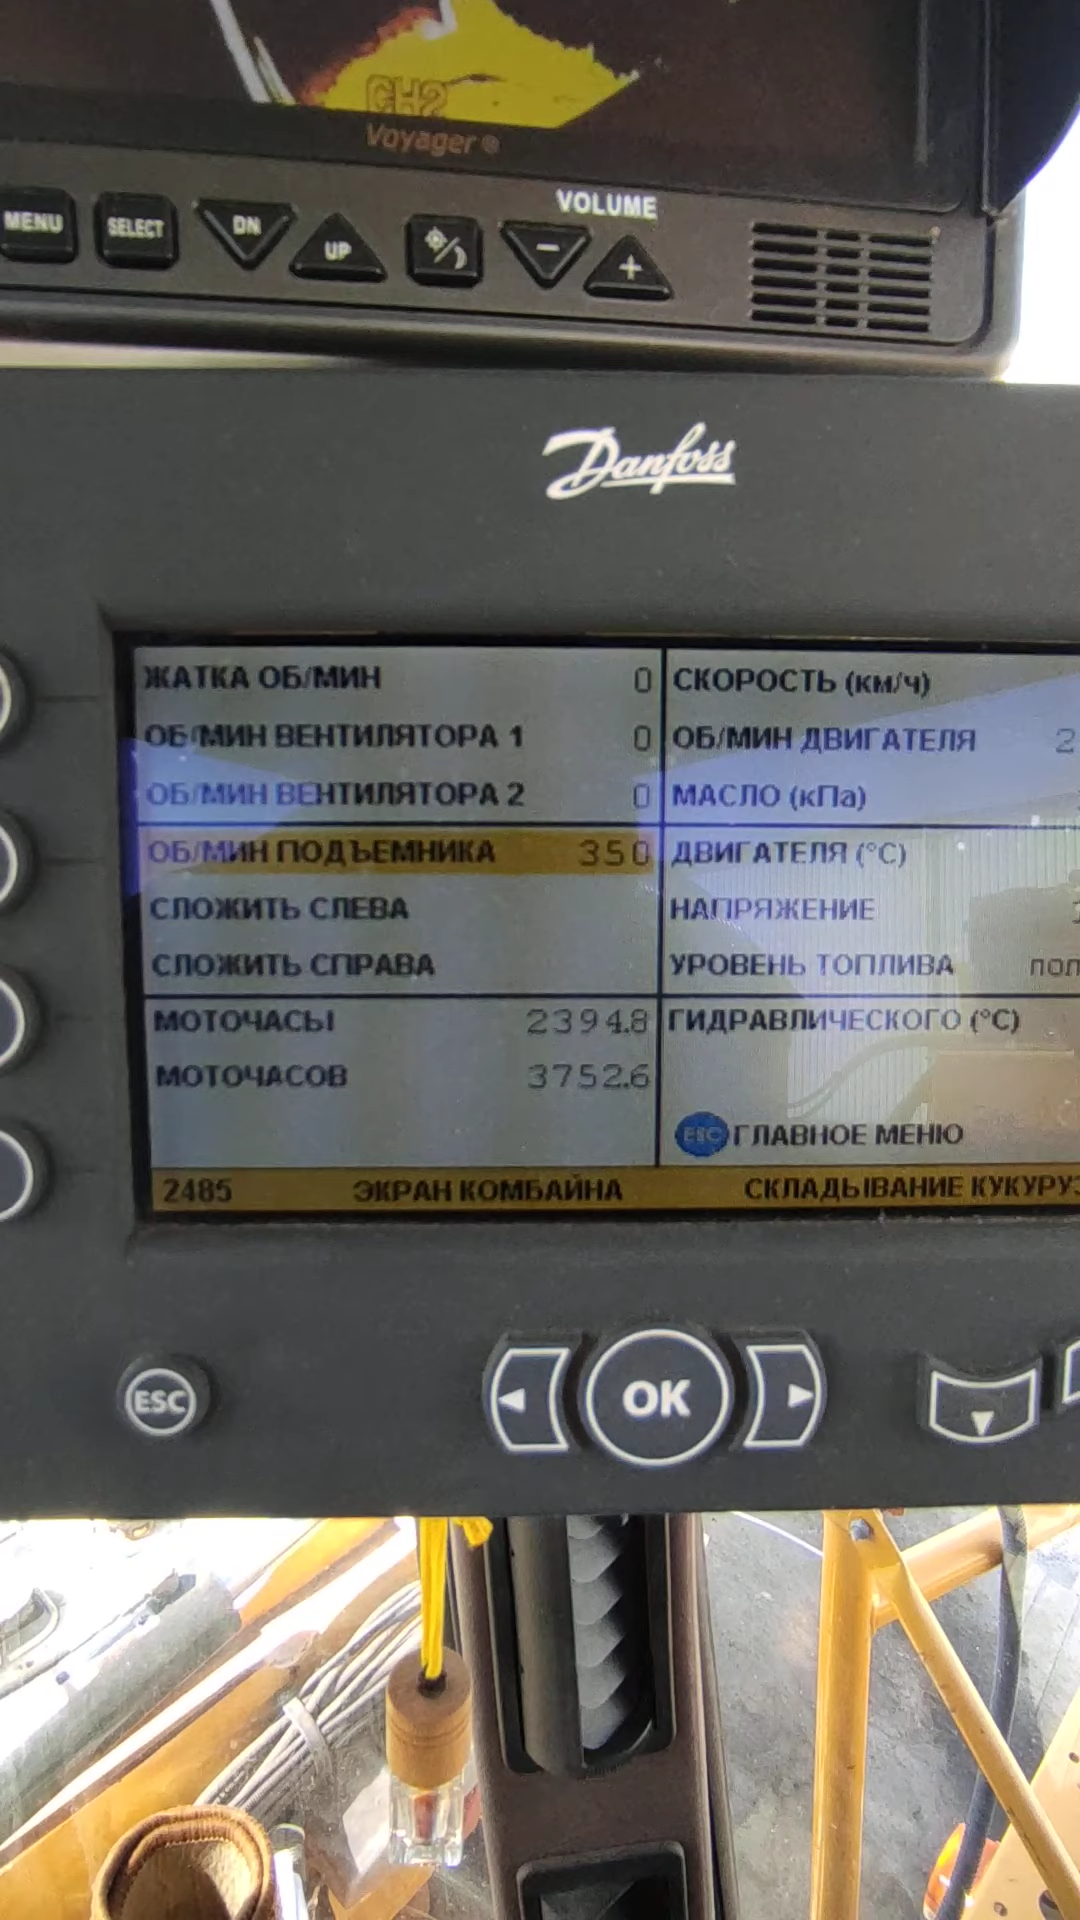 CH2
Voyager®
VOLUME
MENU SELECT DN UP - +
Danfoss
ЖАТКА ОБ/МИН 0 СКОРОСТЬ (км/ч)
ОБ/МИН ВЕНТИЛЯТОРА 1 0 ОБ/МИН ДВИГАТЕЛЯ 2
ОБ/МИН ВЕНТИЛЯТОРА 2 0 МАСЛО (кПа)
ОБ/МИН ПОДЪЕМНИКА 350 ДВИГАТЕЛЯ (°C)
СЛОЖИТЬ СЛЕВА НАПРЯЖЕНИЕ
СЛОЖИТЬ СПРАВА УРОВЕНЬ ТОПЛИВА
МОТОЧАСЫ 2394.8 ГИДРАВЛИЧЕСКОГО (°C)
МОТОЧАСОВ 3752.6
ESC ГЛАВНОЕ МЕНЮ
2485 ЭКРАН КОМБАЙНА СКЛАДЫВАНИЕ
ESC OK